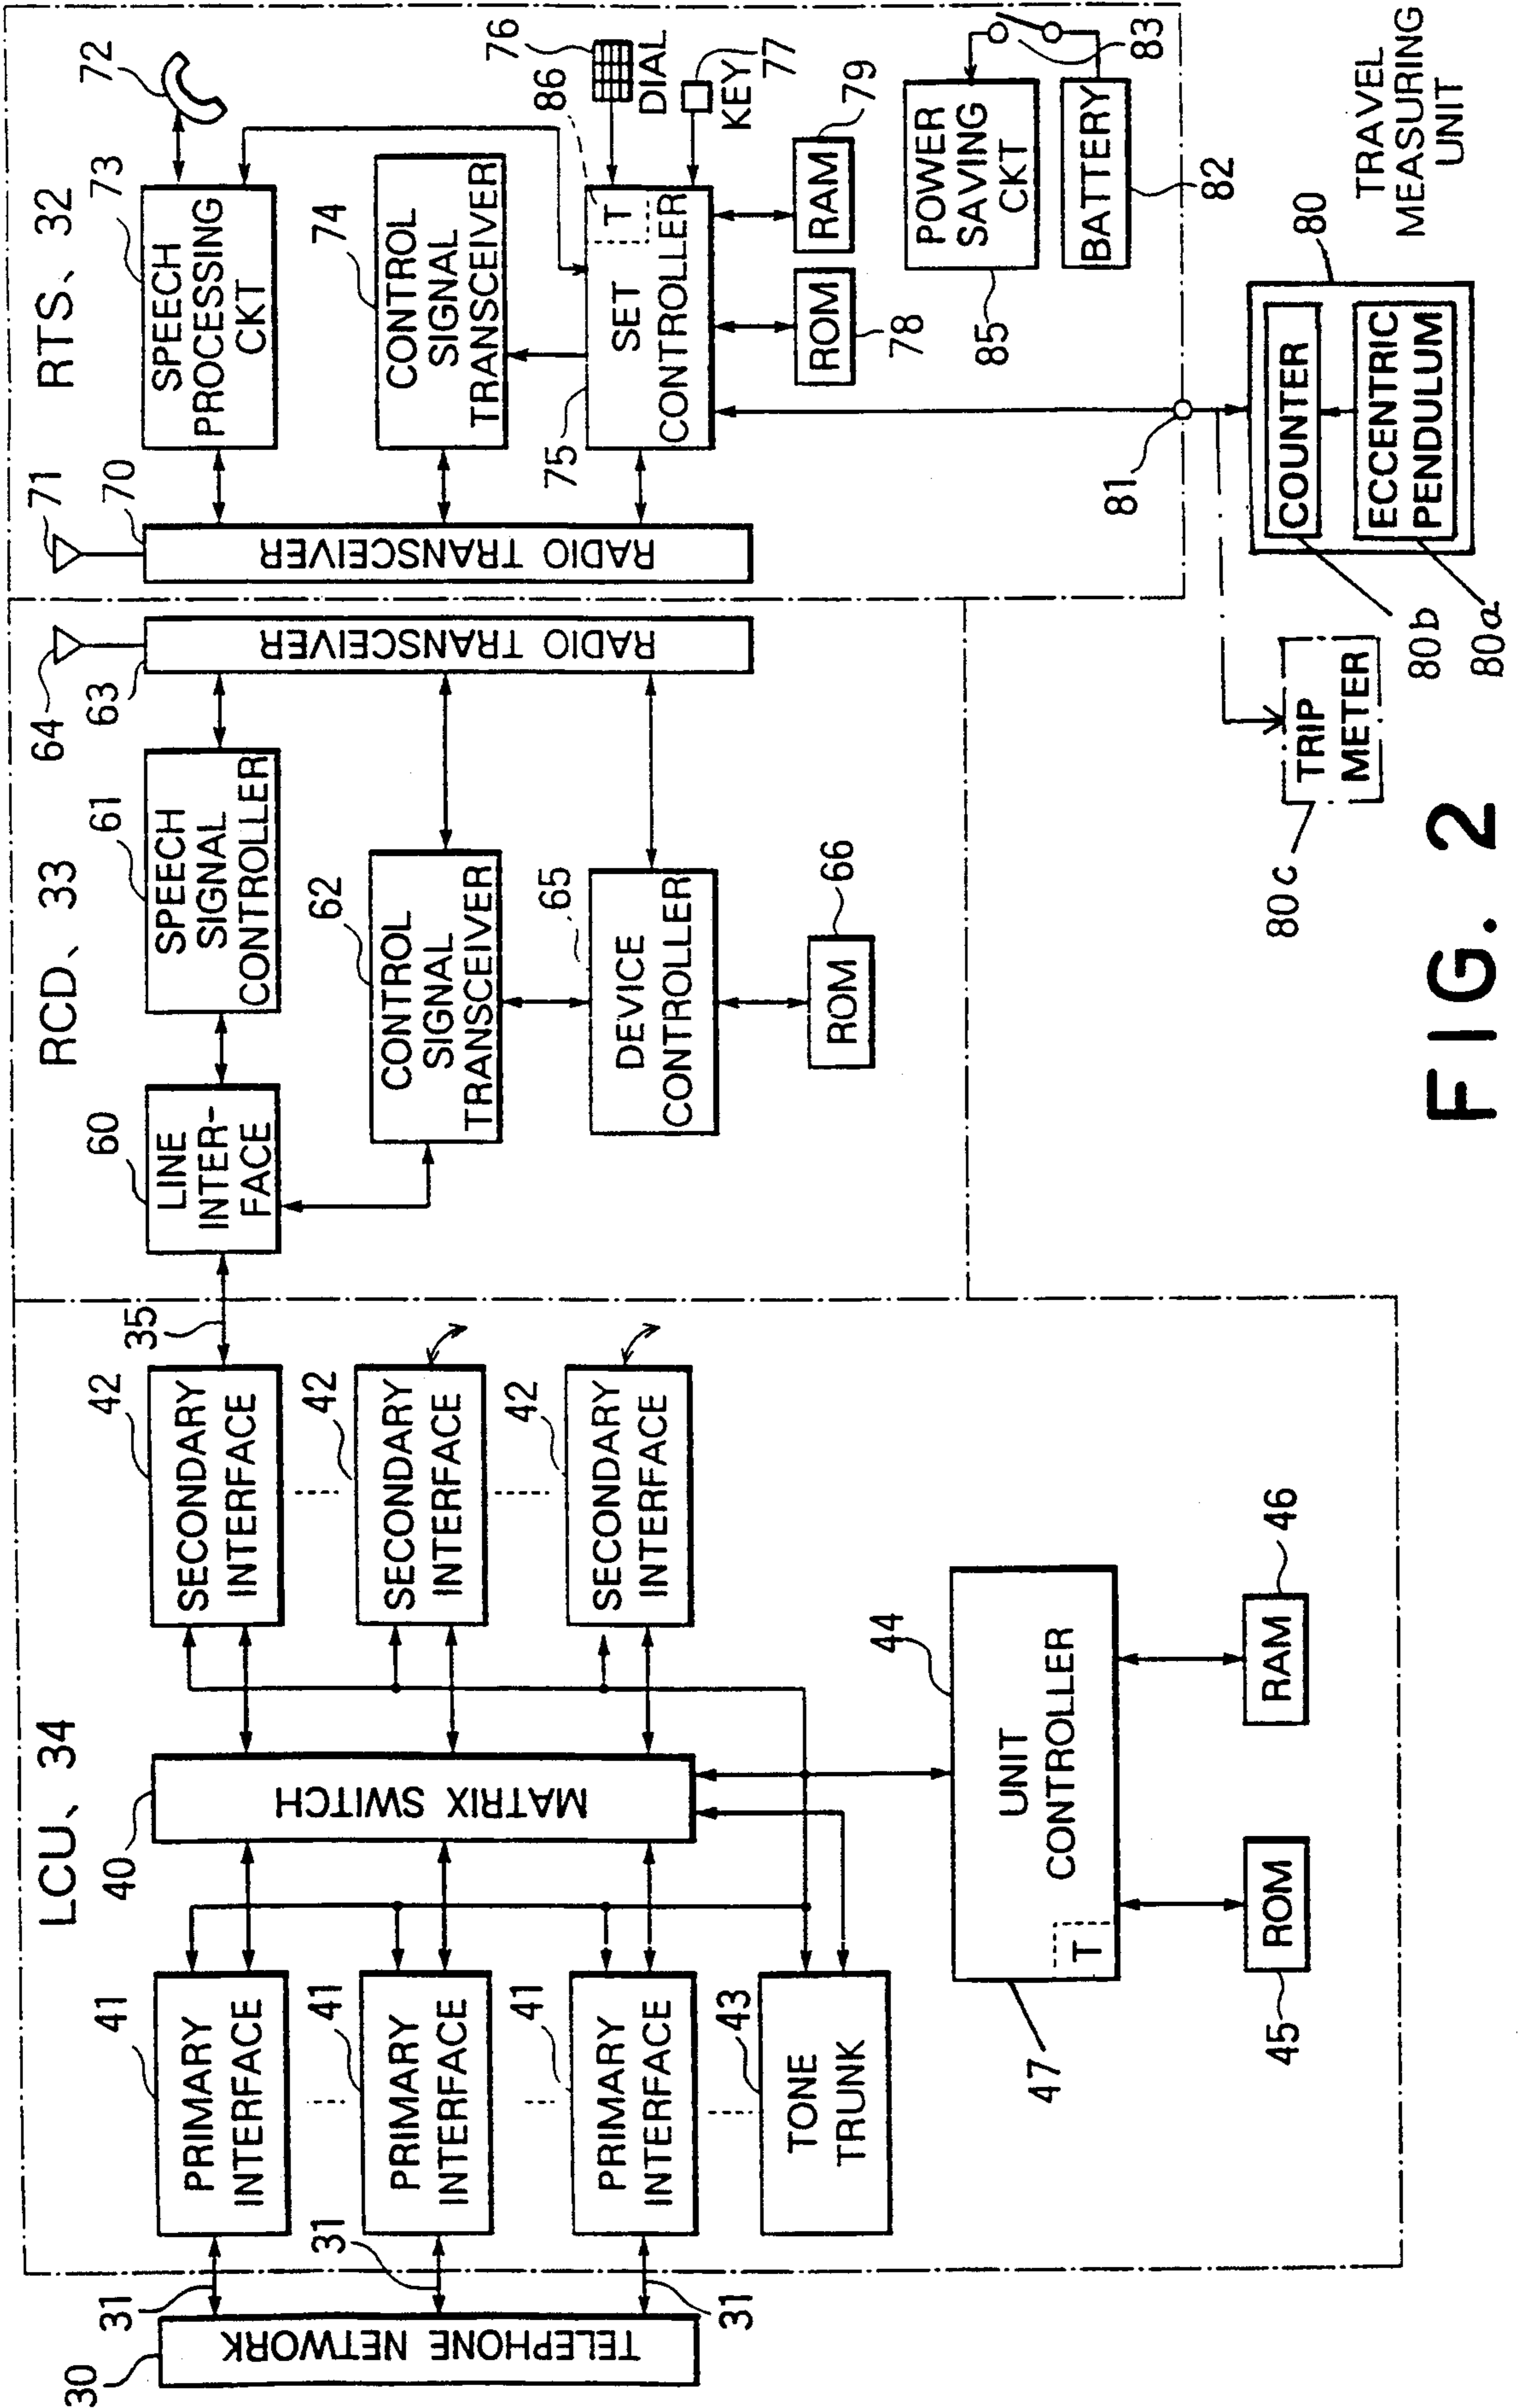 LCU、34
30
TELEPHONE NETWORK
31
31
31
41
PRIMARY
INTERFACE
41
PRIMARY
INTERFACE
41
PRIMARY
INTERFACE
43
TONE
TRUNK
40
MATRIX SWITCH
42
SECONDARY
INTERFACE
42
SECONDARY
INTERFACE
42
SECONDARY
INTERFACE
35
44
UNIT
CONTROLLER
T
47
45
ROM
46
RAM
RCD、33
60
LINE
INTER-
FACE
61
SPEECH
SIGNAL
CONTROLLER
62
CONTROL
SIGNAL
TRANSCEIVER
65
DEVICE
CONTROLLER
66
ROM
64
63
RADIO TRANSCEIVER
RTS、32
71
70
RADIO TRANSCEIVER
73
SPEECH
PROCESSING
CKT
72
74
CONTROL
SIGNAL
TRANSCEIVER
75
SET
CONTROLLER
T
86
76
DIAL
KEY
77
ROM
78
RAM
79
POWER
SAVING
CKT
85
83
BATTERY
82
81
80
COUNTER
ECCENTRIC
PENDULUM
80b
80a
TRAVEL
MEASURING
UNIT
TRIP
METER
80c
FIG. 2